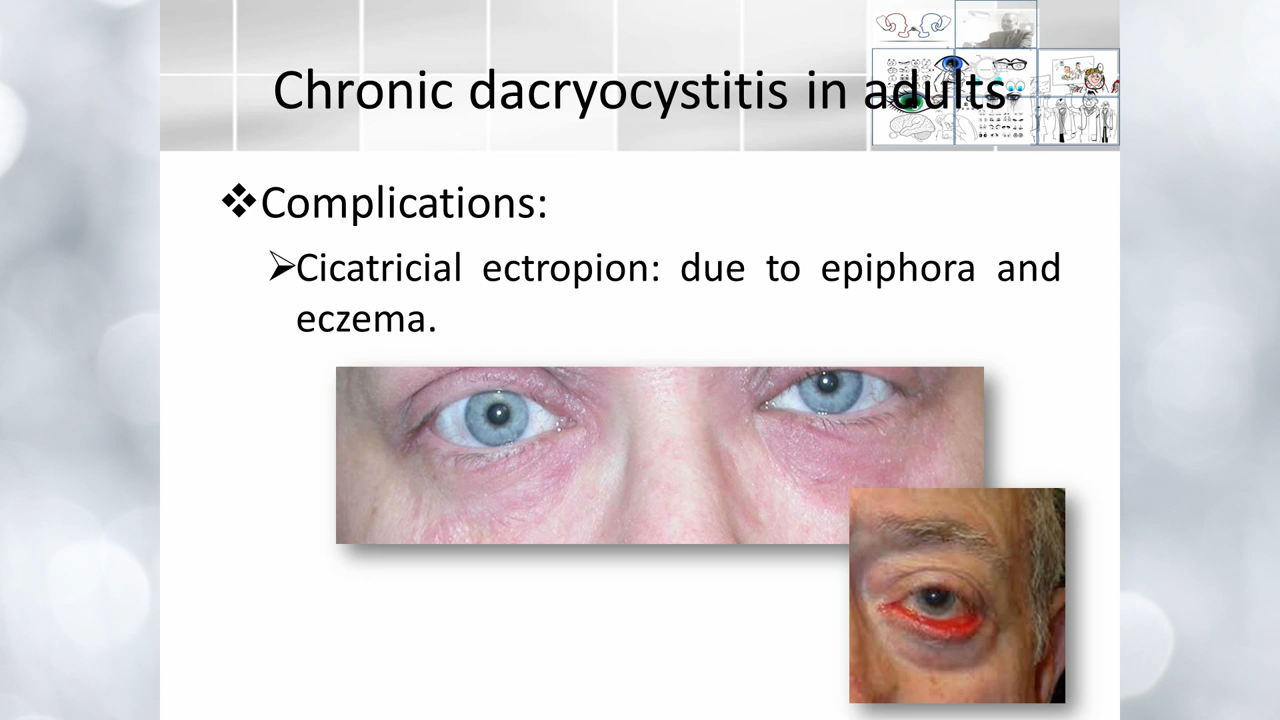 Chronic dacryocystitis in adults
❖Complications:
➢Cicatricial ectropion: due to epiphora and
eczema.